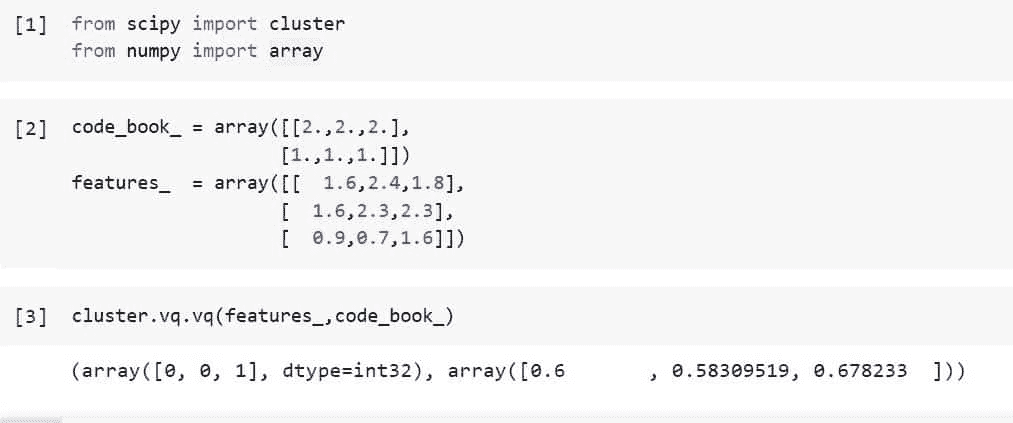 [1] from scipy import cluster
from numpy import array
[2] code_book_ = array([[2.,2.,2.],
[1.,1.,1.]])
features_  = array([[  1.6,2.4,1.8],
[  1.6,2.3,2.3],
[  0.9,0.7,1.6]])
[3] cluster.vq.vq(features_,code_book_)
(array([0, 0, 1], dtype=int32), array([0.6       , 0.58309519, 0.678233  ]))